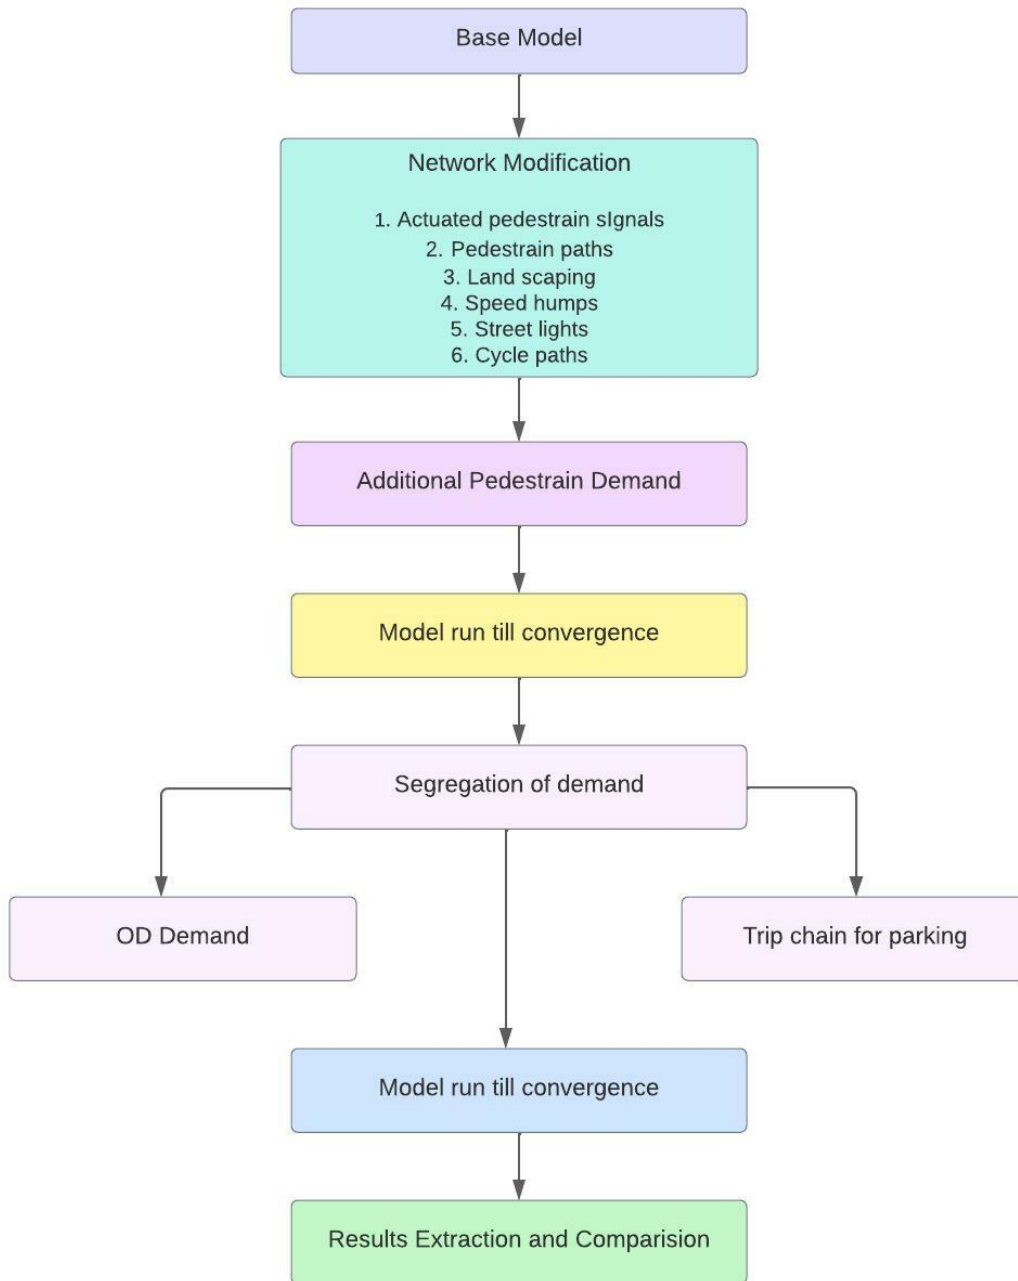 Base Model
Network Modification
1. Actuated pedestrain sIgnals
2. Pedestrain paths
3. Land scaping
4. Speed humps
5. Street lights
6. Cycle paths
Additional Pedestrain Demand
Model run till convergence
Segregation of demand
OD Demand
Trip chain for parking
Model run till convergence
Results Extraction and Comparision